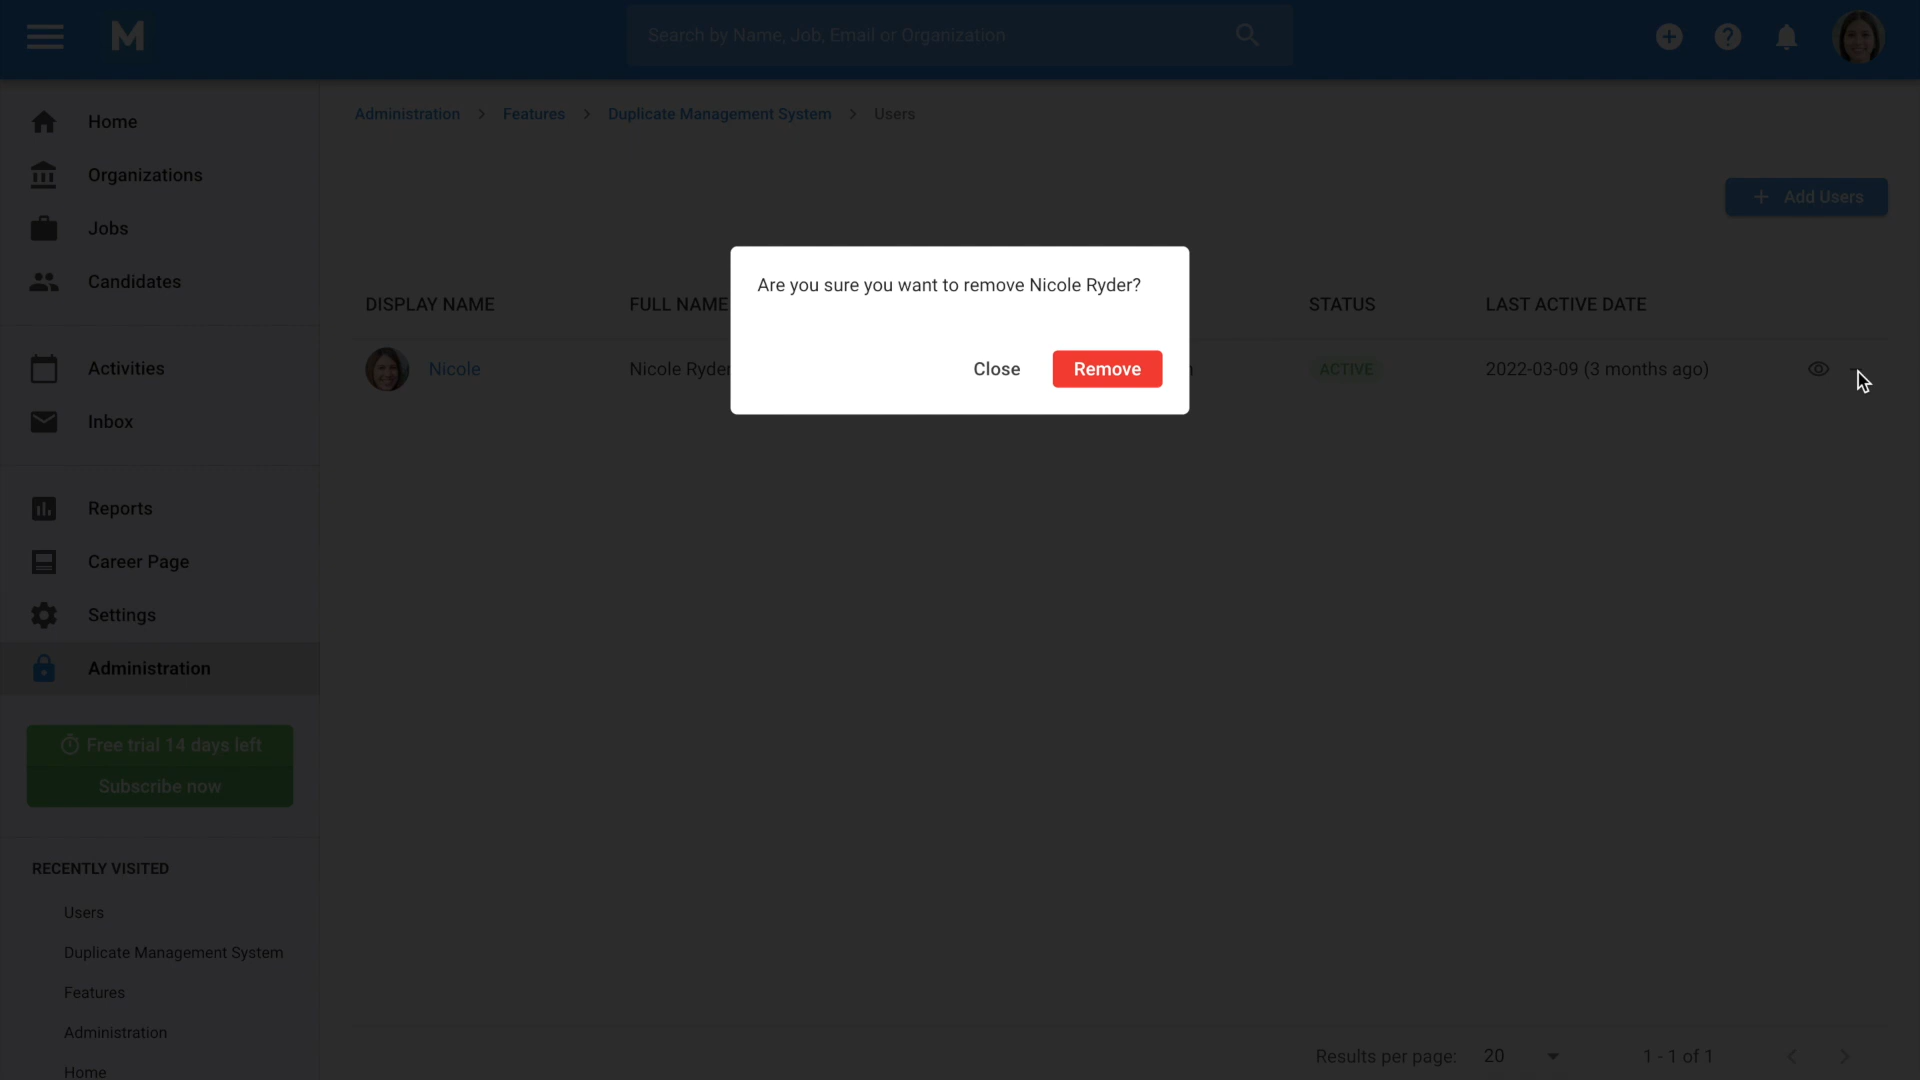 M
Search by Name, Job, Email or Organization
Home
Organizations
Jobs
Candidates
Activities
Inbox
Reports
Career Page
Settings
Administration
Free trial 14 days left
Subscribe now
RECENTLY VISITED
Users
Duplicate Management System
Features
Administration
Home
Administration > Features > Duplicate Management System > Users
+ Add Users
DISPLAY NAME FULL NAME STATUS LAST ACTIVE DATE
Nicole Nicole Ryder ACTIVE 2022-03-09 (3 months ago)
Are you sure you want to remove Nicole Ryder?
Close Remove
Results per page: 20 1 - 1 of 1